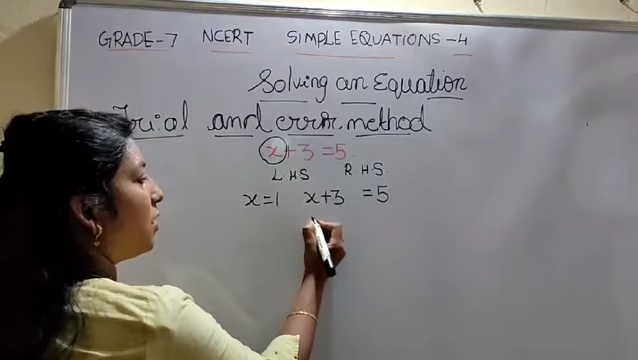 GRADE-7 NCERT SIMPLE EQUATIONS-4
Solving an Equation
Trial and error method
x+3=5.
LHS RHS
x=1 x+3 =5